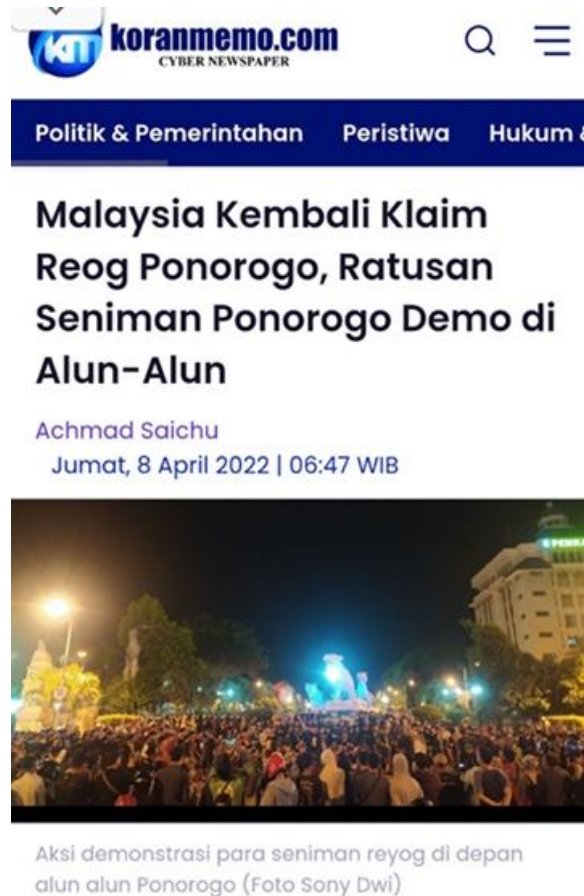 koranmemo.com
CYBER NEWSPAPER
Politik & Pemerintahan Peristiwa Hukum &
Malaysia Kembali Klaim
Reog Ponorogo, Ratusan
Seniman Ponorogo Demo di
Alun-Alun
Achmad Saichu
Jumat, 8 April 2022 | 06:47 WIB
Aksi demonstrasi para seniman reyog di depan
alun alun Ponorogo (Foto Sony Dwi)